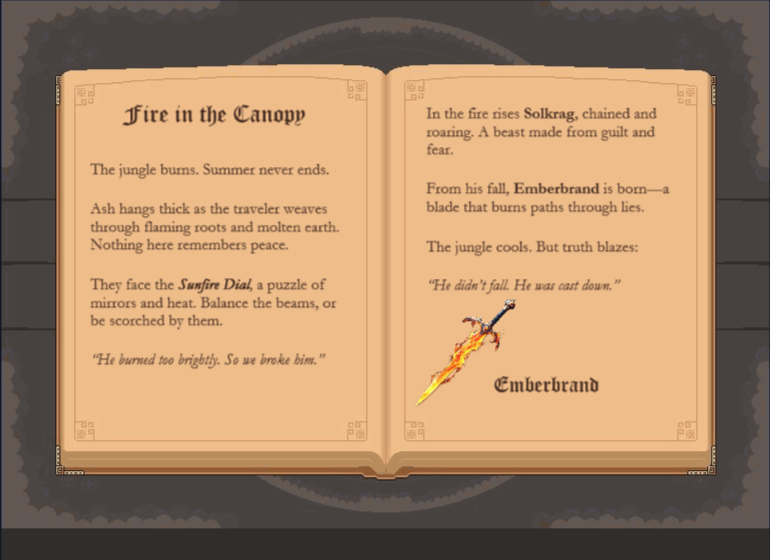 Fire in the Canopy
The jungle burns. Summer never ends.
Ash hangs thick as the traveler weaves
through flaming roots and molten earth.
Nothing here remembers peace.
They face the Sunfire Dial, a puzzle of
mirrors and heat. Balance the beams, or
be scorched by them.
“He burned too brightly. So we broke him.”
In the fire rises Solkrag, chained and
roaring. A beast made from guilt and
fear.
From his fall, Emberbrand is born—a
blade that burns paths through lies.
The jungle cools. But truth blazes:
“He didn’t fall. He was cast down.”
Emberbrand